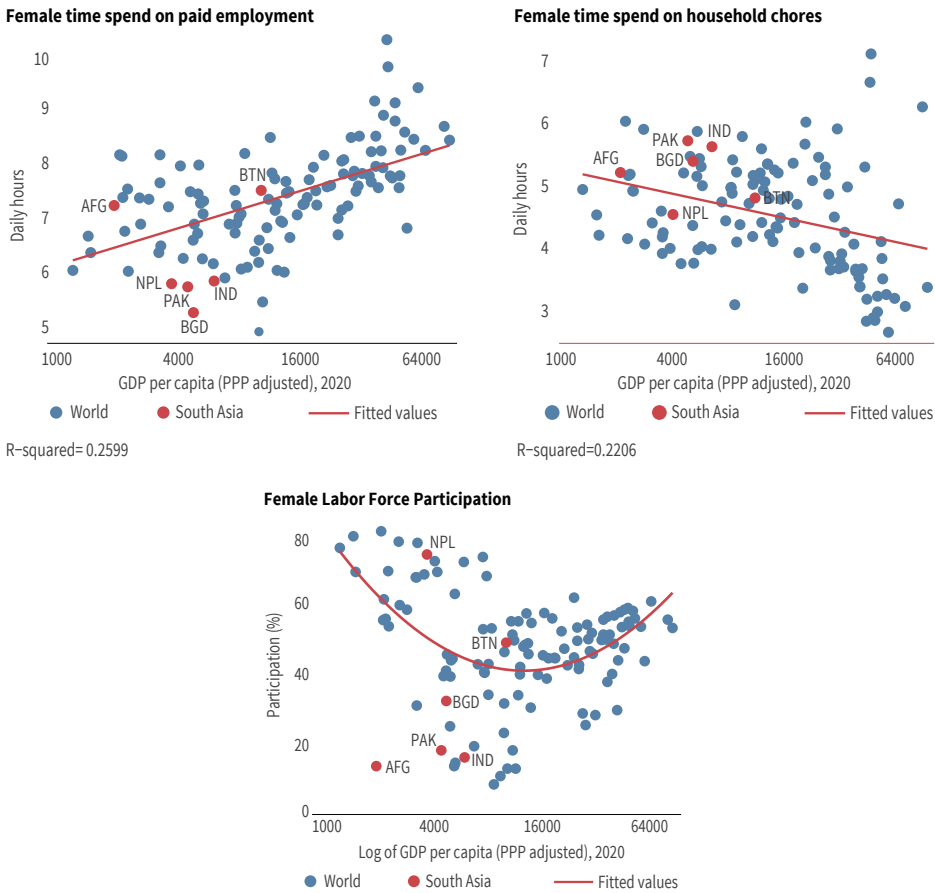 Female time spend on paid employment
10
9
8
7
6
5
Daily hours
AFG
BTN
NPL
PAK
IND
BGD
1000 4000 16000 64000
GDP per capita (PPP adjusted), 2020
World South Asia Fitted values
R−squared= 0.2599
Female time spend on household chores
7
6
5
4
3
Daily hours
PAK
IND
BGD
AFG
BTN
NPL
1000 4000 16000 64000
GDP per capita (PPP adjusted), 2020
World South Asia Fitted values
R−squared=0.2206
Female Labor Force Participation
80
60
40
20
0
Participation (%)
NPL
BTN
BGD
PAK
IND
AFG
1000 4000 16000 64000
Log of GDP per capita (PPP adjusted), 2020
World South Asia Fitted values